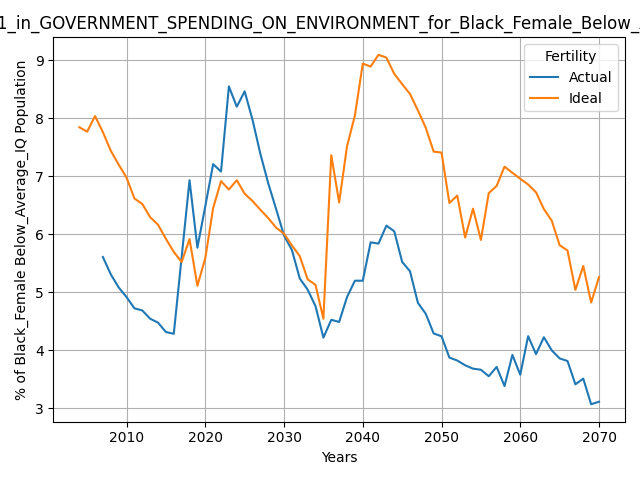 1_in_GOVERNMENT_SPENDING_ON_ENVIRONMENT_for_Black_Female_Below_
Fertility
Actual
Ideal
% of Black_Female Below_Average_IQ Population
9
8
7
6
5
4
3
2010 2020 2030 2040 2050 2060 2070
Years